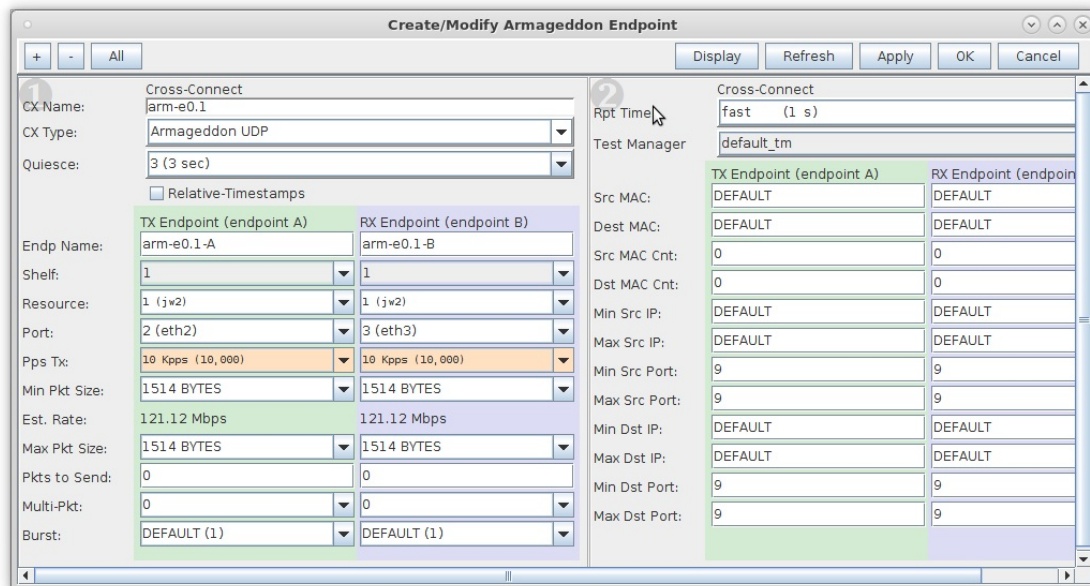 Create/Modify Armageddon Endpoint
+ - All Display Refresh Apply OK Cancel
1
Cross-Connect
CX Name: arm-e0.1
CX Type: Armageddon UDP
Quiesce: 3 (3 sec)
Relative-Timestamps
TX Endpoint (endpoint A) RX Endpoint (endpoint B)
Endp Name: arm-e0.1-A arm-e0.1-B
Shelf: 1 1
Resource: 1 (jw2) 1 (jw2)
Port: 2 (eth2) 3 (eth3)
Pps Tx: 10 Kpps (10,000) 10 Kpps (10,000)
Min Pkt Size: 1514 BYTES 1514 BYTES
Est. Rate: 121.12 Mbps 121.12 Mbps
Max Pkt Size: 1514 BYTES 1514 BYTES
Pkts to Send: 0 0
Multi-Pkt: 0 0
Burst: DEFAULT (1) DEFAULT (1)
2
Cross-Connect
Rpt Time fast (1 s)
Test Manager default_tm
TX Endpoint (endpoint A) RX Endpoint (endpoin
Src MAC: DEFAULT DEFAULT
Dest MAC: DEFAULT DEFAULT
Src MAC Cnt: 0 0
Dst MAC Cnt: 0 0
Min Src IP: DEFAULT DEFAULT
Max Src IP: DEFAULT DEFAULT
Min Src Port: 9 9
Max Src Port: 9 9
Min Dst IP: DEFAULT DEFAULT
Max Dst IP: DEFAULT DEFAULT
Min Dst Port: 9 9
Max Dst Port: 9 9